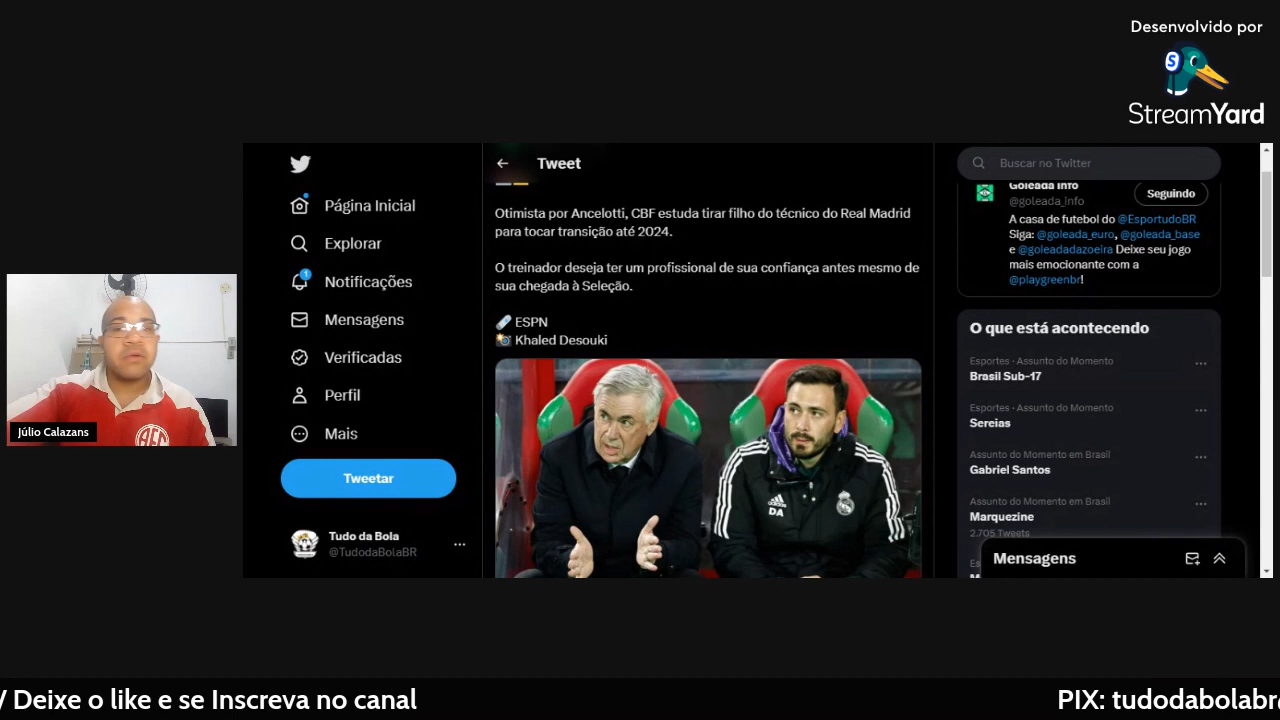 Desenvolvido por
StreamYard
Júlio Calazans
Página Inicial
Explorar
1
Notificações
Mensagens
Verificadas
Perfil
Mais
Tweetar
Tudo da Bola
@TudodaBolaBR
Tweet
Otimista por Ancelotti, CBF estuda tirar filho do técnico do Real Madrid
para tocar transição até 2024.
O treinador deseja ter um profissional de sua confiança antes mesmo de
sua chegada à Seleção.
ESPN
Khaled Desouki
adidas
DA
Buscar no Twitter
Goleada Info
@goleada_info
Seguindo
A casa de futebol do @EsportudoBR
Siga: @goleada_euro, @goleada_base
e @goleadadazoeira Deixe seu jogo
mais emocionante com a
@playgreenbr!
O que está acontecendo
Esportes · Assunto do Momento
Brasil Sub-17
Esportes · Assunto do Momento
Sereias
Assunto do Momento em Brasil
Gabriel Santos
Assunto do Momento em Brasil
Marquezine
2.705 Tweets
Mensagens
/ Deixe o like e se Inscreva no canal
PIX: tudodabolabr